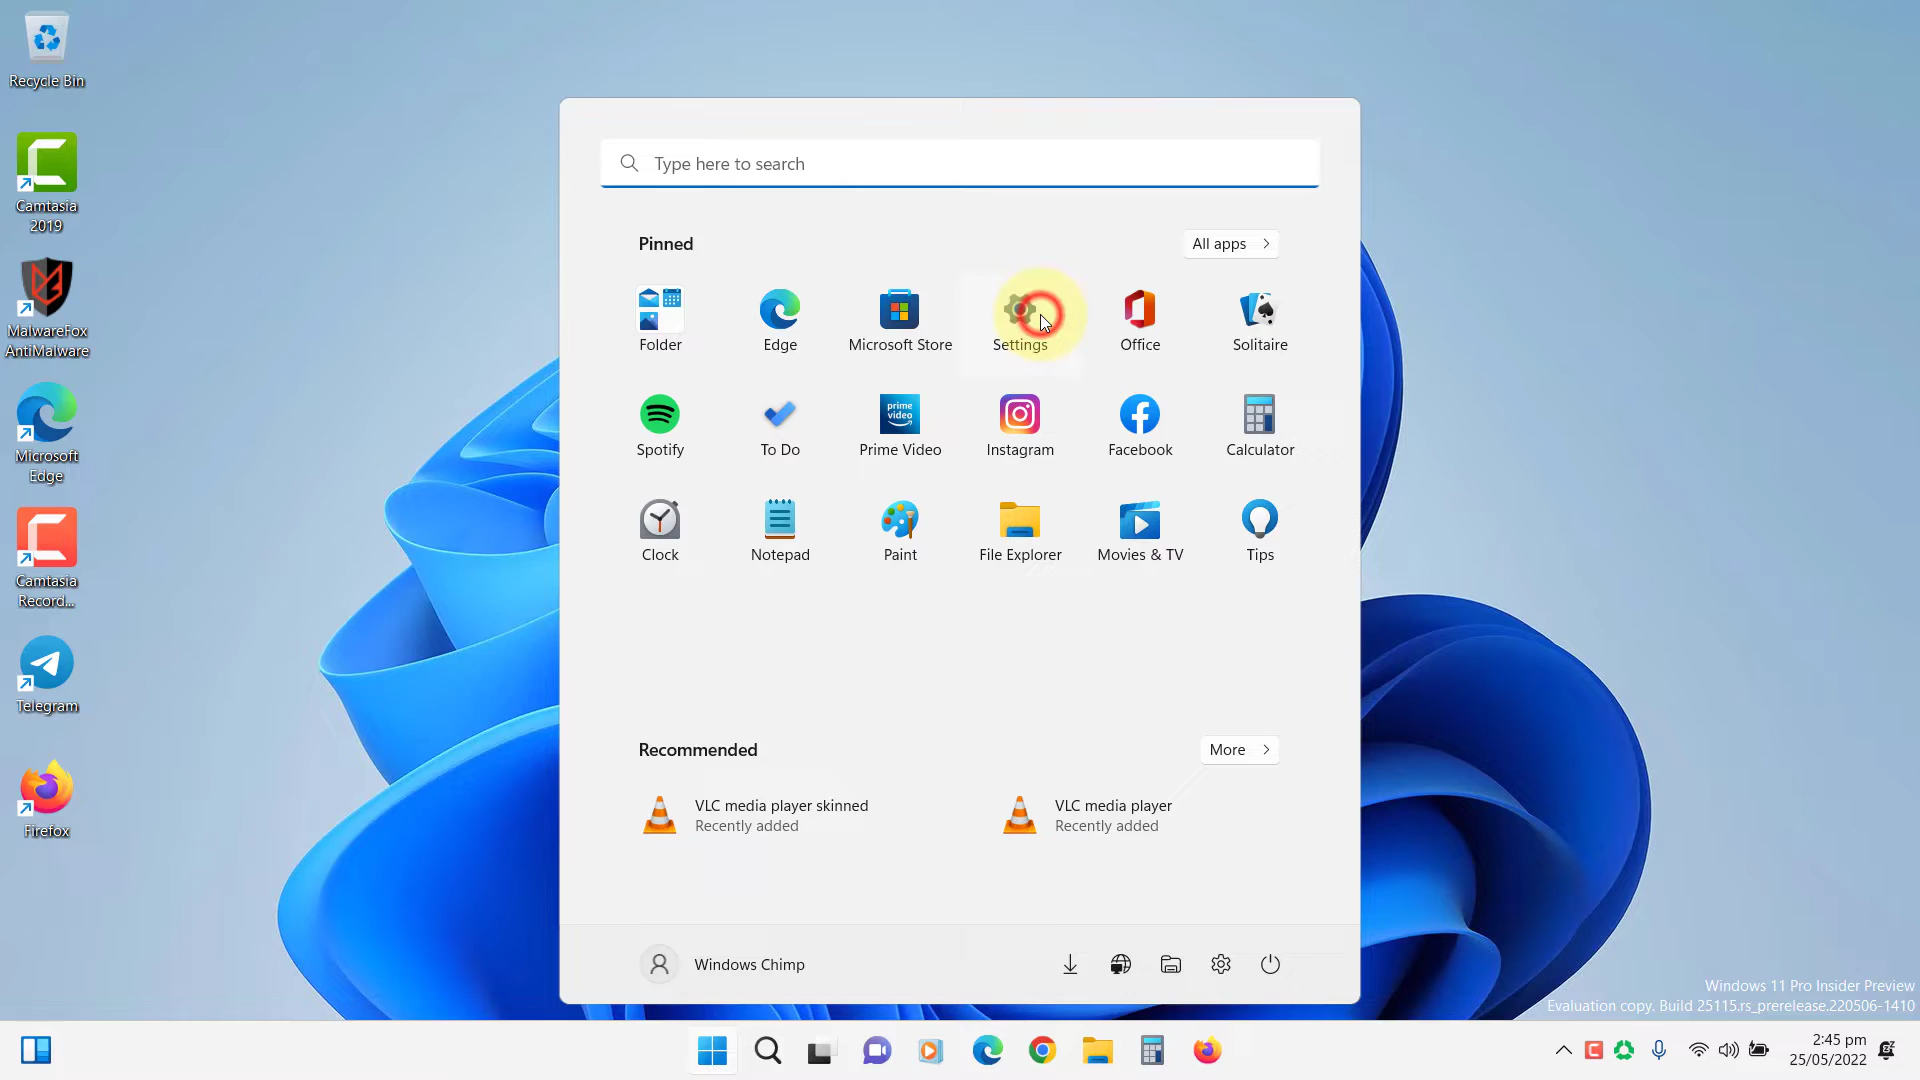 Recycle Bin
Camtasia
2019
MalwareFox
AntiMalware
Microsoft
Edge
Camtasia
Record...
Telegram
Firefox
Type here to search
Pinned
All apps
Folder
Edge
Microsoft Store
Settings
Office
Solitaire
Spotify
To Do
prime
video
Prime Video
Instagram
Facebook
Calculator
Clock
Notepad
Paint
File Explorer
Movies & TV
Tips
Recommended
More
VLC media player skinned
Recently added
VLC media player
Recently added
Windows Chimp
Windows 11 Pro Insider Preview
Evaluation copy. Build 25115.rs_prerelease.220506-1410
2:45 pm
25/05/2022